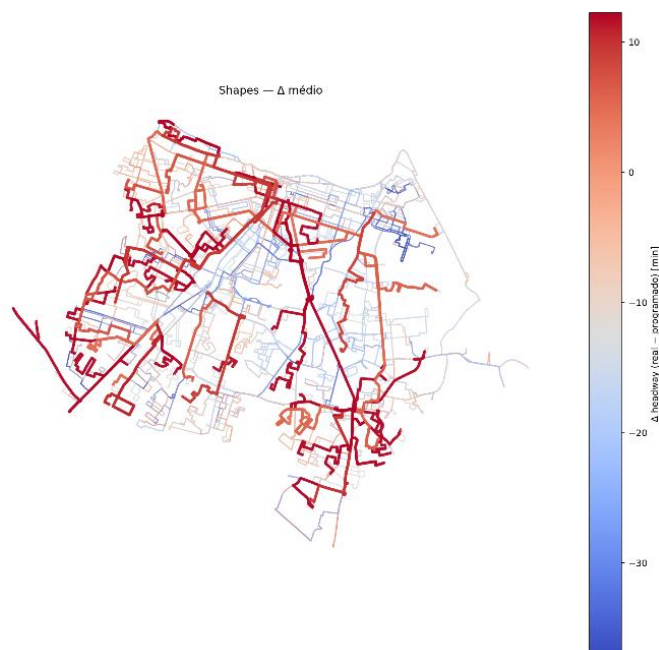 Shapes — Δ médio
10
0
−10
−20
−30
Δ headway (real − programado) [min]